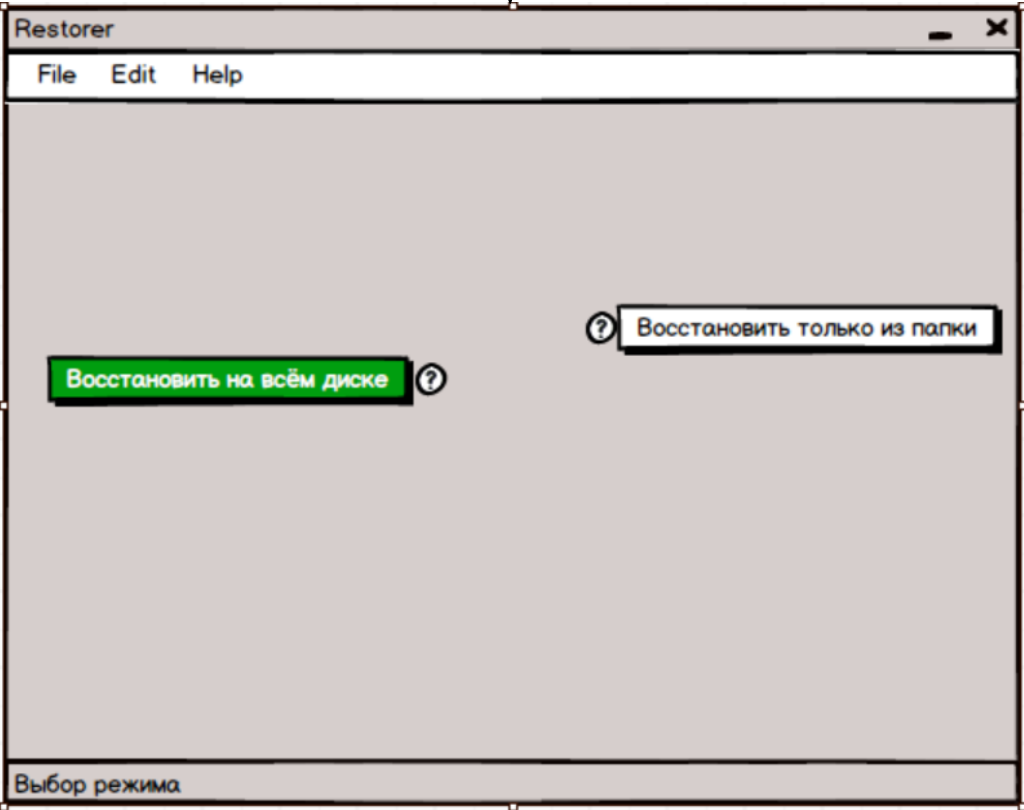 Restorer
File Edit Help
? Восстановить только из папки
Восстановить на всём диске ?
Выбор режима